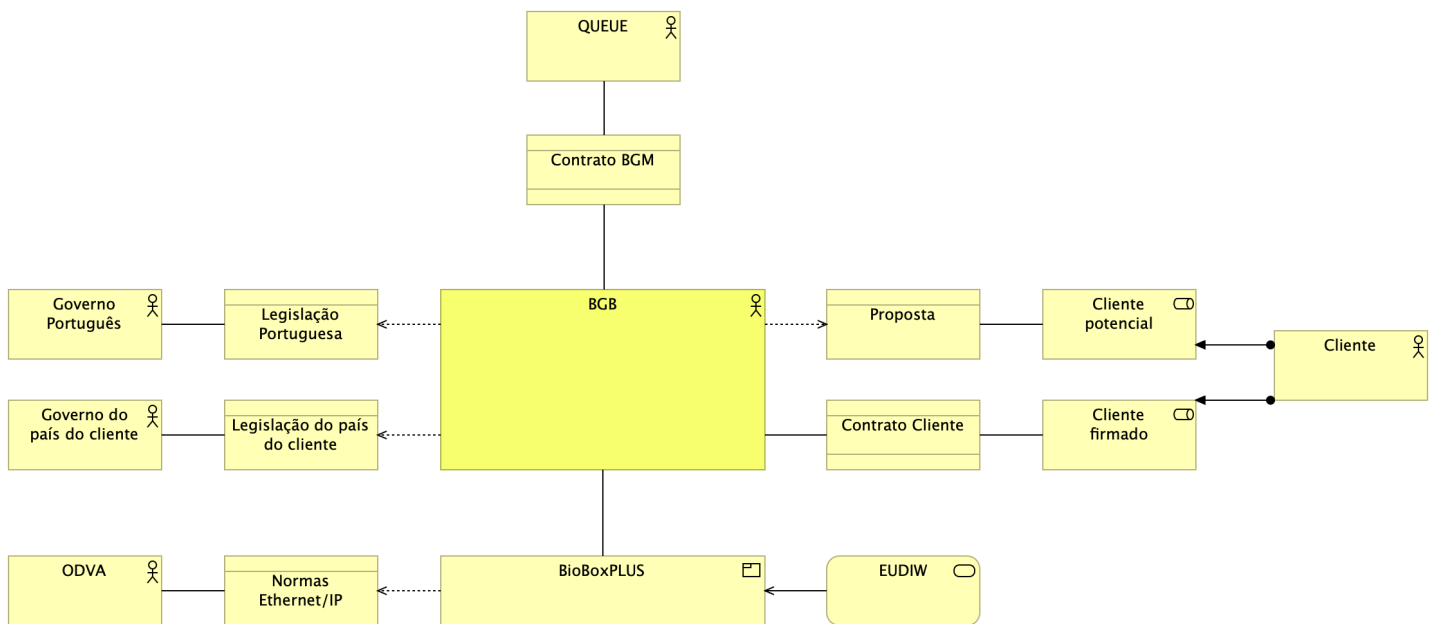 QUEUE
Contrato BGM
Governo
Português
Legislação
Portuguesa
BGB
Proposta
Cliente
potencial
Cliente
Governo do
país do cliente
Legislação do país
do cliente
Contrato Cliente
Cliente
firmado
ODVA
Normas
Ethernet/IP
BioBoxPLUS
EUDIW